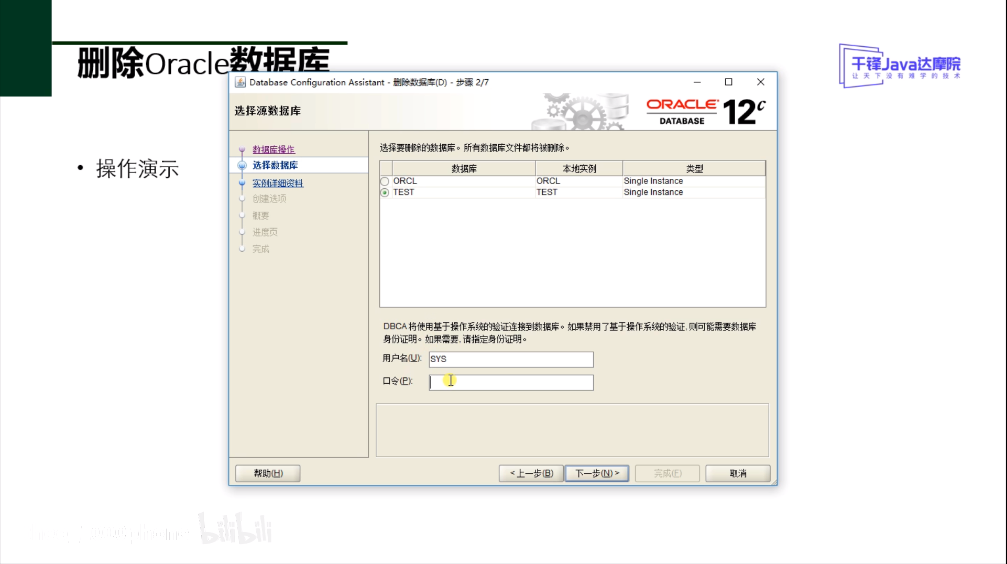 删除Oracle数据库
千锋Java达摩院
让天下没有难学的技术
• 操作演示
Database Configuration Assistant - 删除数据库(D) - 步骤 2/7
选择源数据库
ORACLE
DATABASE
12c
数据库操作
选择数据库
实例详细资料
创建选项
概要
进度页
完成
选择要删除的数据库。所有数据库文件都将被删除。
数据库 本地实例 类型
ORCL ORCL Single Instance
TEST TEST Single Instance
DBCA 将使用基于操作系统的验证连接到数据库。如果禁用了基于操作系统的验证, 则可能需要数据库
身份证明。如果需要, 请指定身份证明。
用户名(U): SYS
口令(P):
帮助(H) < 上一步(B) 下一步(N) > 完成(F) 取消
bilibili